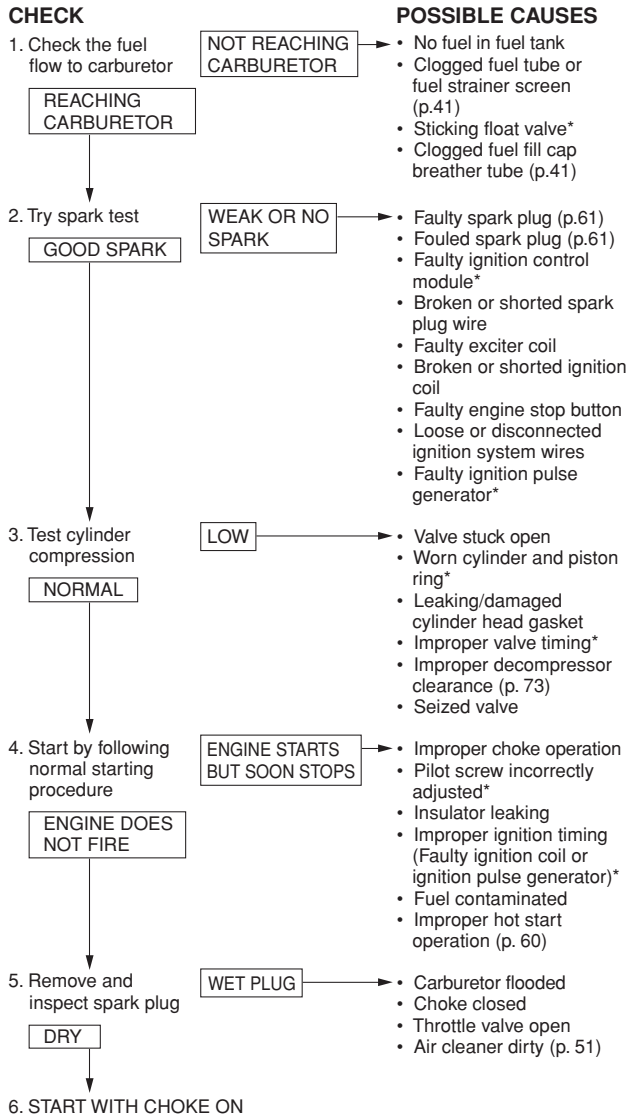 CHECK
POSSIBLE CAUSES
1. Check the fuel
flow to carburetor
REACHING
CARBURETOR
NOT REACHING
CARBURETOR
• No fuel in fuel tank
• Clogged fuel tube or
fuel strainer screen
(p.41)
• Sticking float valve*
• Clogged fuel fill cap
breather tube (p.41)
2. Try spark test
GOOD SPARK
WEAK OR NO
SPARK
• Faulty spark plug (p.61)
• Fouled spark plug (p.61)
• Faulty ignition control
module*
• Broken or shorted spark
plug wire
• Faulty exciter coil
• Broken or shorted ignition
coil
• Faulty engine stop button
• Loose or disconnected
ignition system wires
• Faulty ignition pulse
generator*
3. Test cylinder
compression
NORMAL
LOW
• Valve stuck open
• Worn cylinder and piston
ring*
• Leaking/damaged
cylinder head gasket
• Improper valve timing*
• Improper decompressor
clearance (p. 73)
• Seized valve
4. Start by following
normal starting
procedure
ENGINE DOES
NOT FIRE
ENGINE STARTS
BUT SOON STOPS
• Improper choke operation
• Pilot screw incorrectly
adjusted*
• Insulator leaking
• Improper ignition timing
(Faulty ignition coil or
ignition pulse generator)*
• Fuel contaminated
• Improper hot start
operation (p. 60)
5. Remove and
inspect spark plug
DRY
WET PLUG
• Carburetor flooded
• Choke closed
• Throttle valve open
• Air cleaner dirty (p. 51)
6. START WITH CHOKE ON